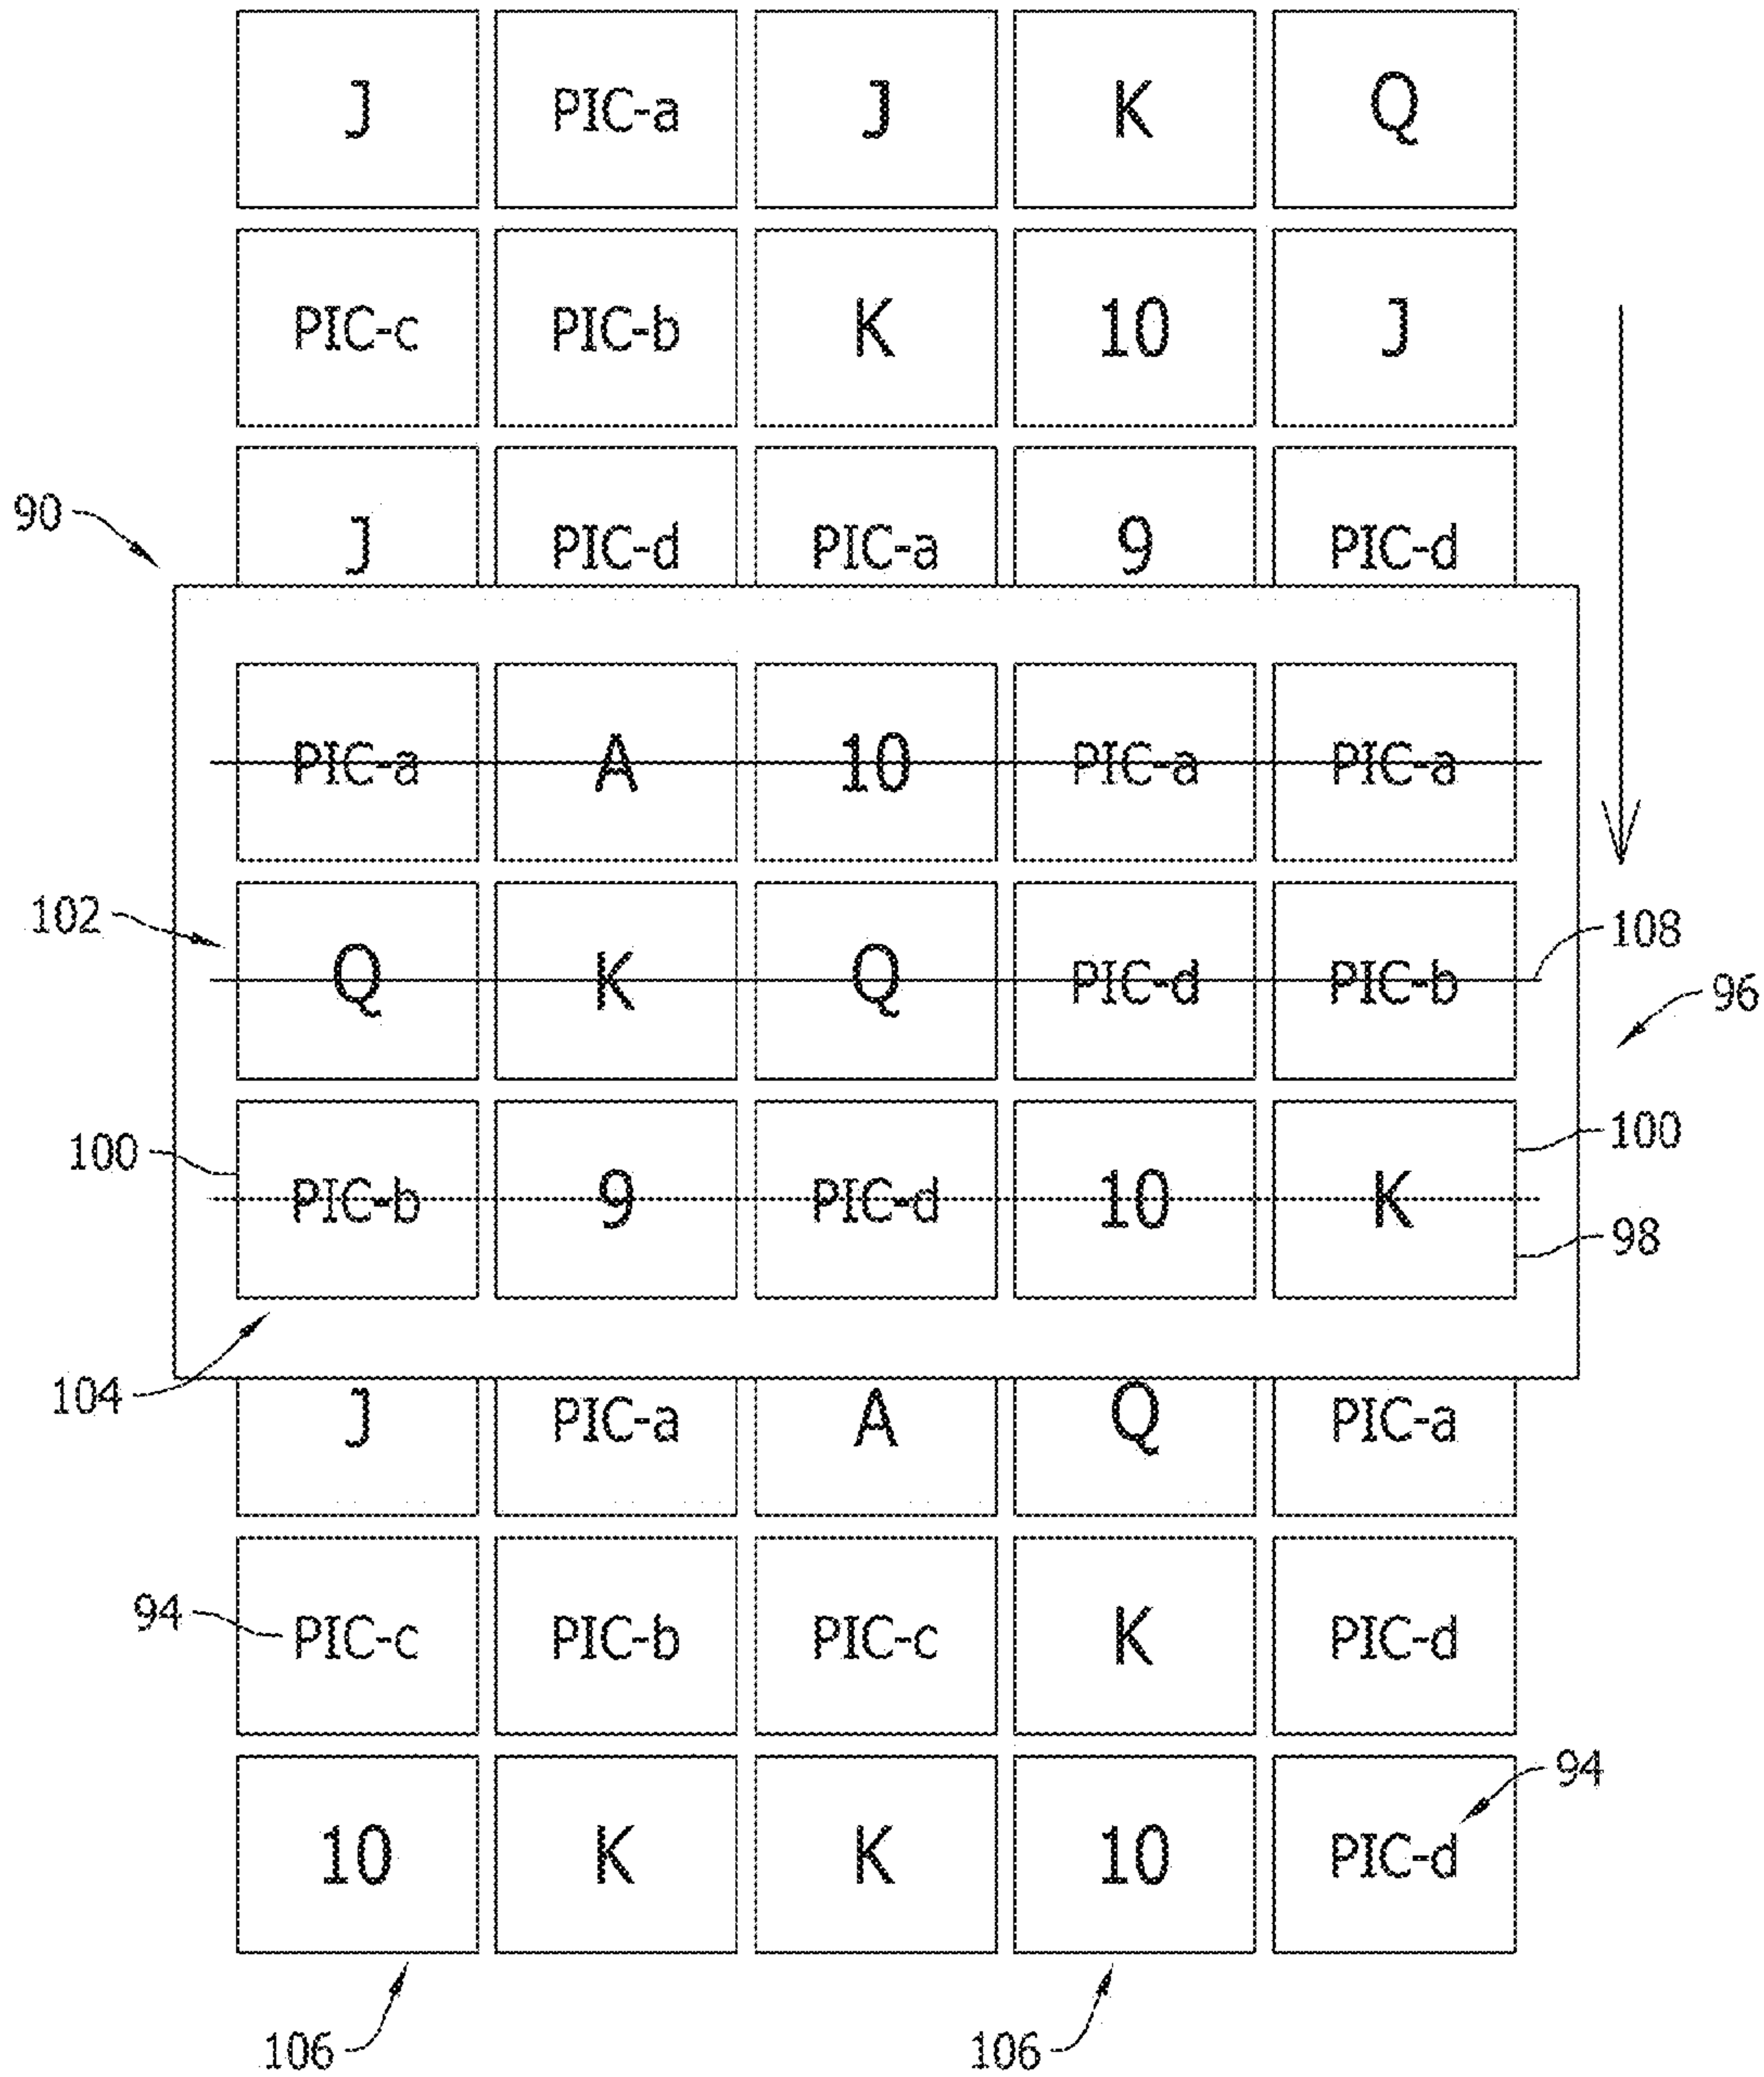 J PIC-a J K Q
PIC-c PIC-b K 10 J
90 J PIC-d PIC-a 9 PIC-d
PIC-a A 10 PIC-a PIC-a
102 Q K Q PIC-d PIC-b 108
96
100 PIC-b 9 PIC-d 10 K 100
98
104 J PIC-a A Q PIC-a
94 PIC-c PIC-b PIC-c K PIC-d
94
10 K K 10 PIC-d
106 106